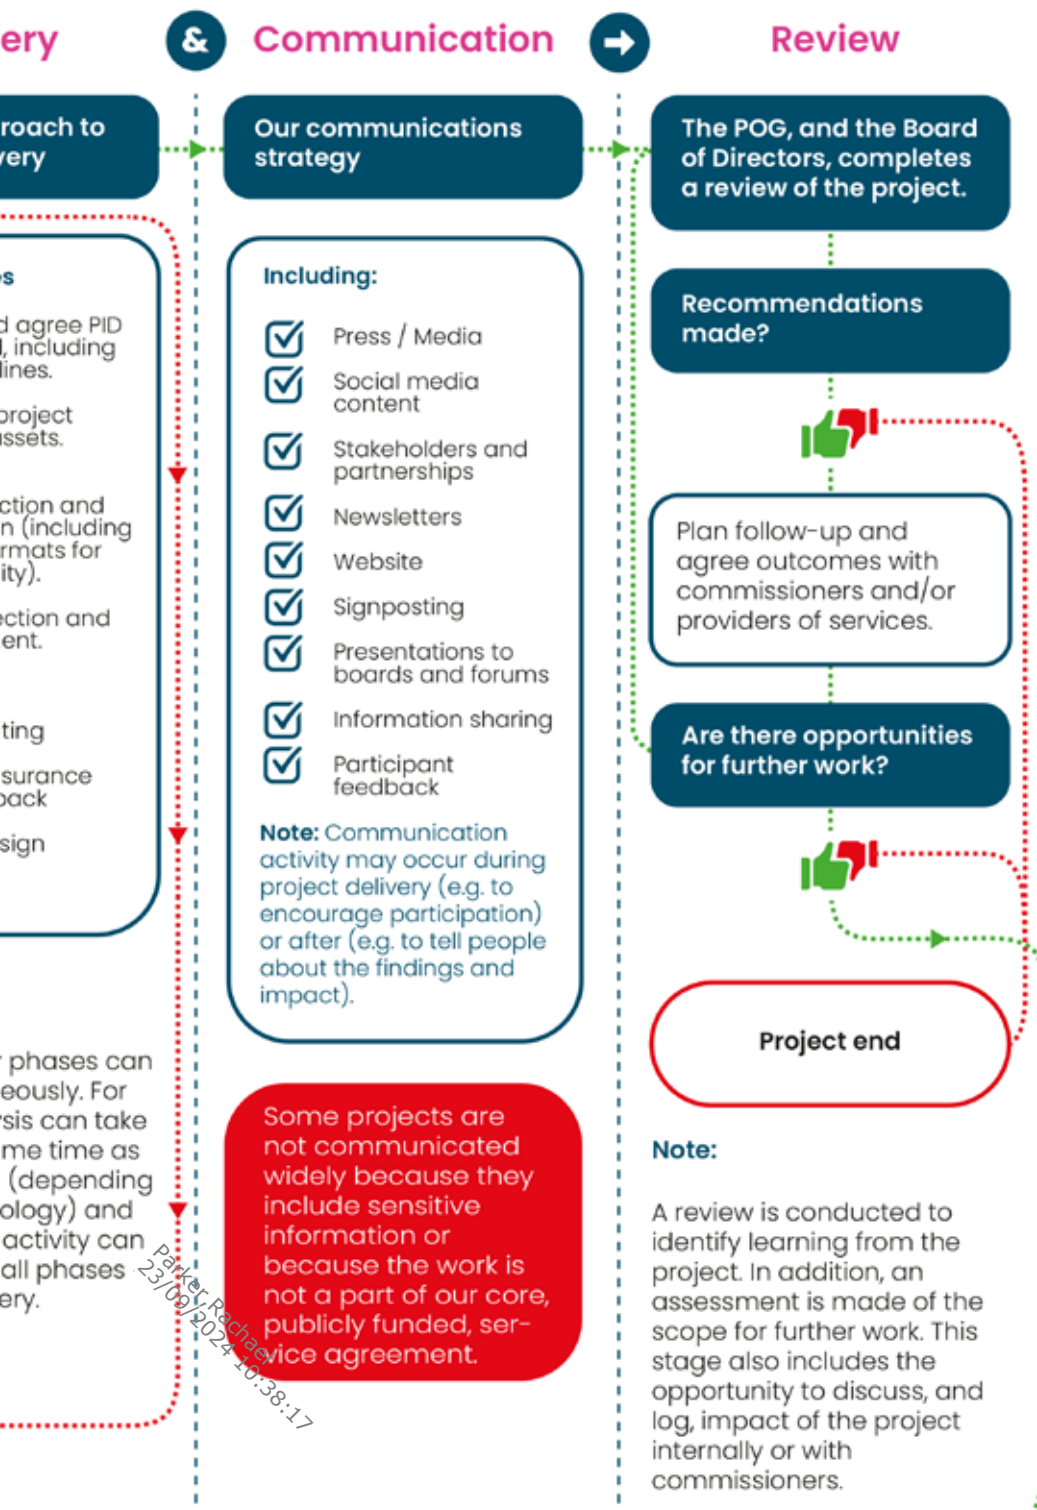 ery
&
Communication
Review
roach to
very
Our communications
strategy
The POG, and the Board
of Directors, completes
a review of the project.
s
d agree PID
, including
lines.
project
assets.
ction and
n (including
rmats for
ity).
ection and
ent.
ting
surance
back
sign
phases can
eously. For
sis can take
me time as
(depending
ology) and
activity can
all phases
ery.
Including:
Press / Media
Social media
content
Stakeholders and
partnerships
Newsletters
Website
Signposting
Presentations to
boards and forums
Information sharing
Participant
feedback
Note: Communication
activity may occur during
project delivery (e.g. to
encourage participation)
or after (e.g. to tell people
about the findings and
impact).
Some projects are
not communicated
widely because they
include sensitive
information or
because the work is
not a part of our core,
publicly funded, ser-
vice agreement.
Recommendations
made?
Plan follow-up and
agree outcomes with
commissioners and/or
providers of services.
Are there opportunities
for further work?
Project end
Note:
A review is conducted to
identify learning from the
project. In addition, an
assessment is made of the
scope for further work. This
stage also includes the
opportunity to discuss, and
log, impact of the project
internally or with
commissioners.
Parker, Rachael
23/09/2024 10:38:17